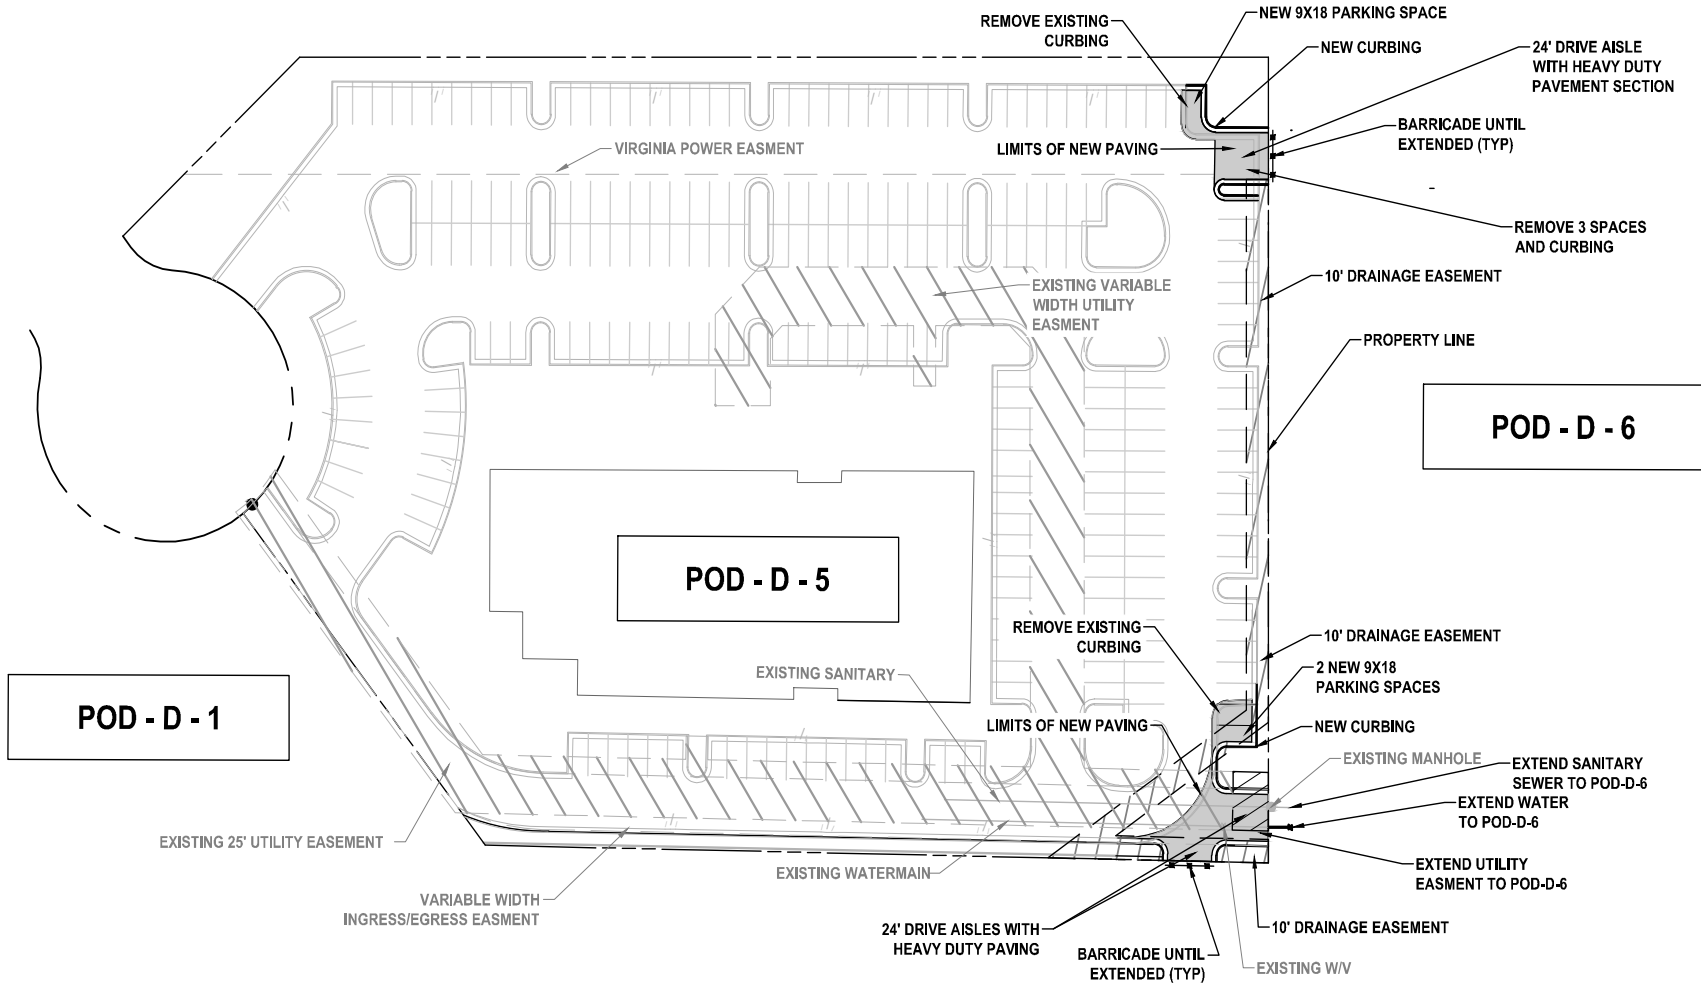 REMOVE EXISTING
CURBING
NEW 9X18 PARKING SPACE
NEW CURBING
24' DRIVE AISLE
WITH HEAVY DUTY
PAVEMENT SECTION
BARRICADE UNTIL
EXTENDED (TYP)
VIRGINIA POWER EASMENT
LIMITS OF NEW PAVING
REMOVE 3 SPACES
AND CURBING
10' DRAINAGE EASEMENT
EXISTING VARIABLE
WIDTH UTILITY
EASMENT
PROPERTY LINE
POD - D - 6
POD - D - 5
REMOVE EXISTING
CURBING
10' DRAINAGE EASEMENT
2 NEW 9X18
PARKING SPACES
EXISTING SANITARY
POD - D - 1
LIMITS OF NEW PAVING
NEW CURBING
EXISTING MANHOLE
EXTEND SANITARY
SEWER TO POD-D-6
EXTEND WATER
TO POD-D-6
EXISTING 25' UTILITY EASEMENT
EXISTING WATERMAIN
EXTEND UTILITY
EASMENT TO POD-D-6
VARIABLE WIDTH
INGRESS/EGRESS EASMENT
24' DRIVE AISLES WITH
HEAVY DUTY PAVING
10' DRAINAGE EASEMENT
BARRICADE UNTIL
EXTENDED (TYP)
EXISTING W/V